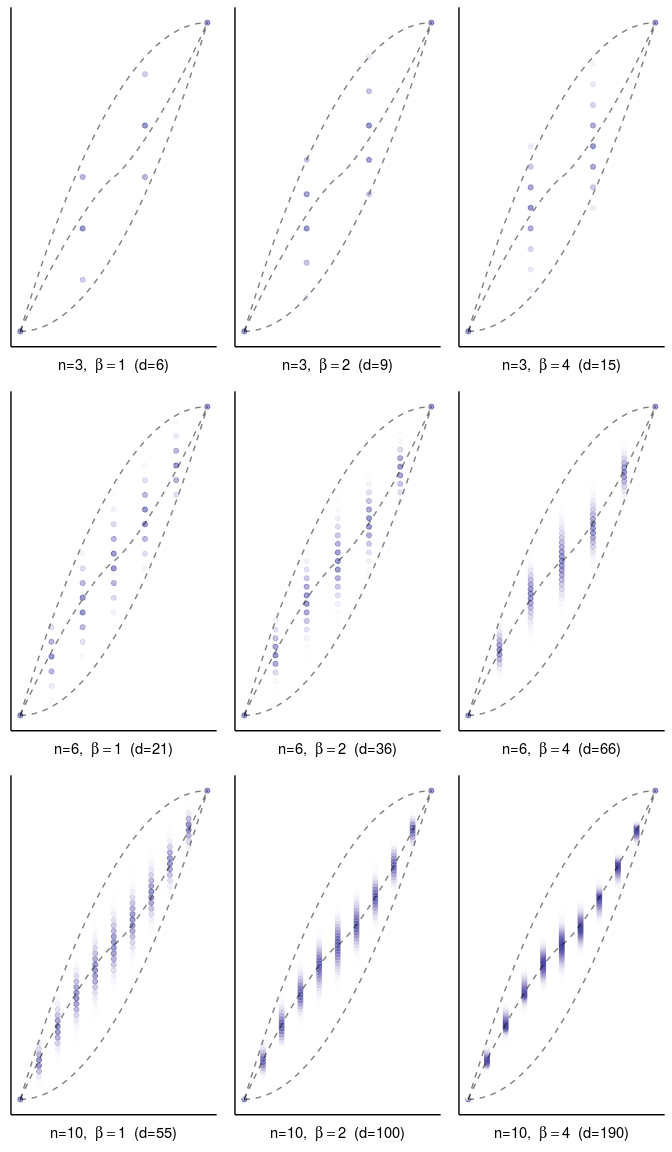 n=3, β=1 (d=6)
n=3, β=2 (d=9)
n=3, β=4 (d=15)
n=6, β=1 (d=21)
n=6, β=2 (d=36)
n=6, β=4 (d=66)
n=10, β=1 (d=55)
n=10, β=2 (d=100)
n=10, β=4 (d=190)